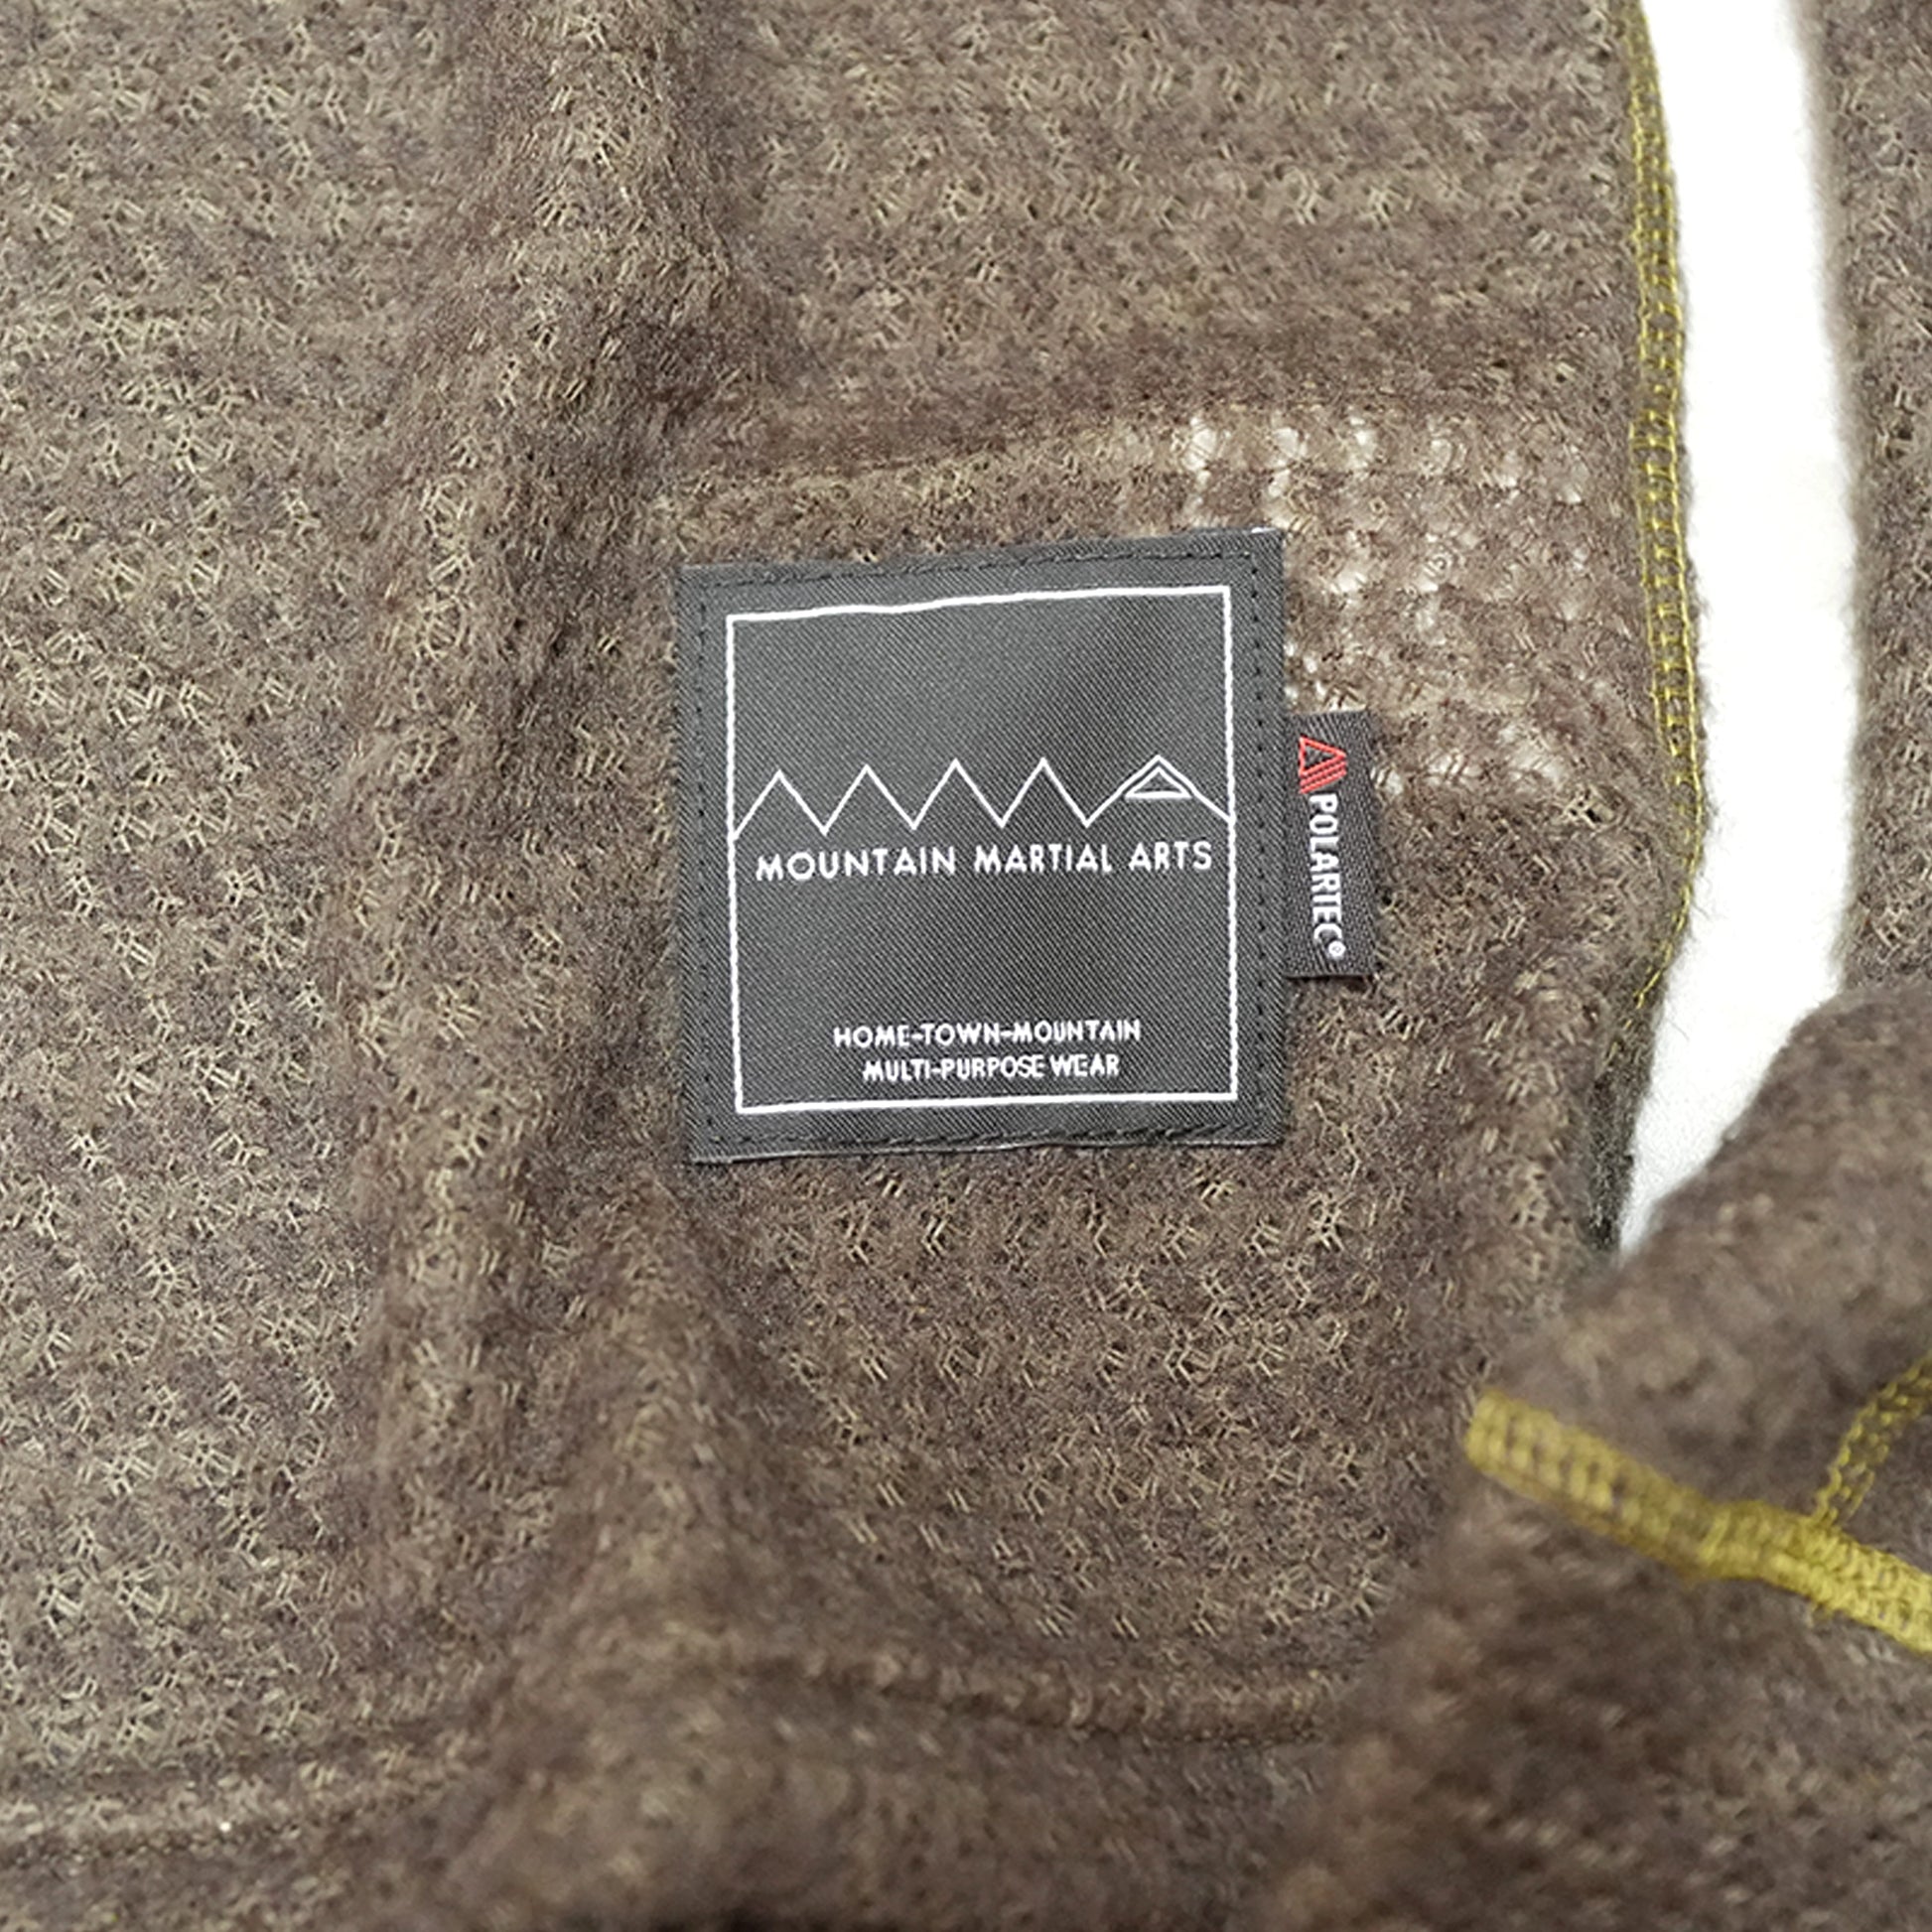 MOUNTAIN MARTIAL ARTS
HOME-TOWN-MOUNTAIN
MULTI-PURPOSE WEAR
POLARTEC®